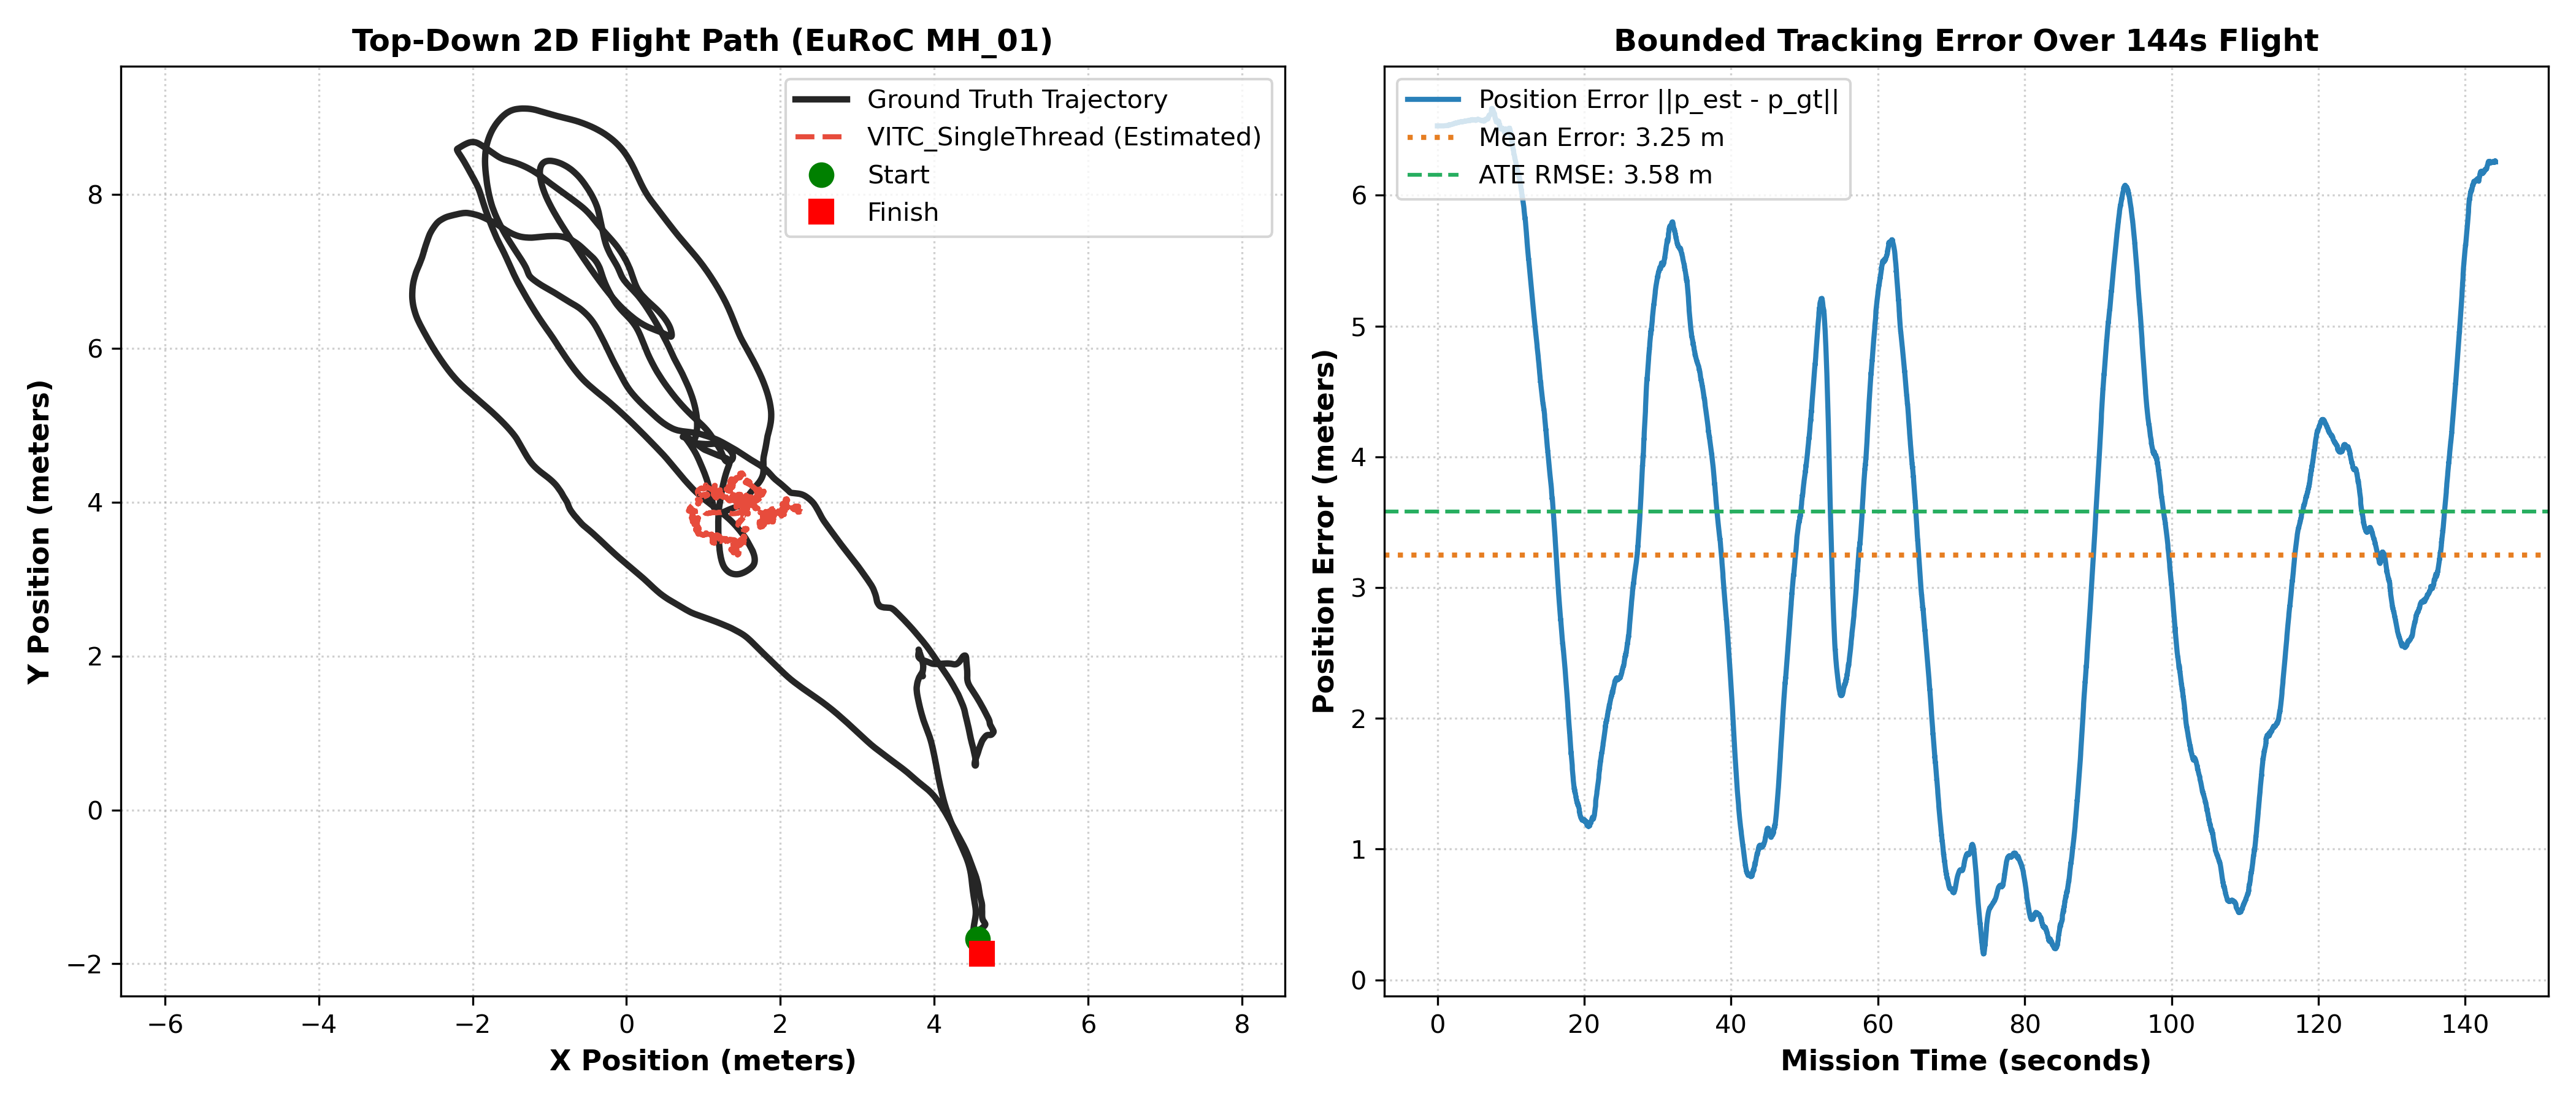 Top-Down 2D Flight Path (EuRoC MH_01)
Ground Truth Trajectory
VITC_SingleThread (Estimated)
Start
Finish
Y Position (meters)
8
6
4
2
0
−2
−6
−4
−2
0
2
4
6
8
X Position (meters)
Bounded Tracking Error Over 144s Flight
Position Error ||p_est - p_gt||
Mean Error: 3.25 m
ATE RMSE: 3.58 m
Position Error (meters)
6
5
4
3
2
1
0
0
20
40
60
80
100
120
140
Mission Time (seconds)